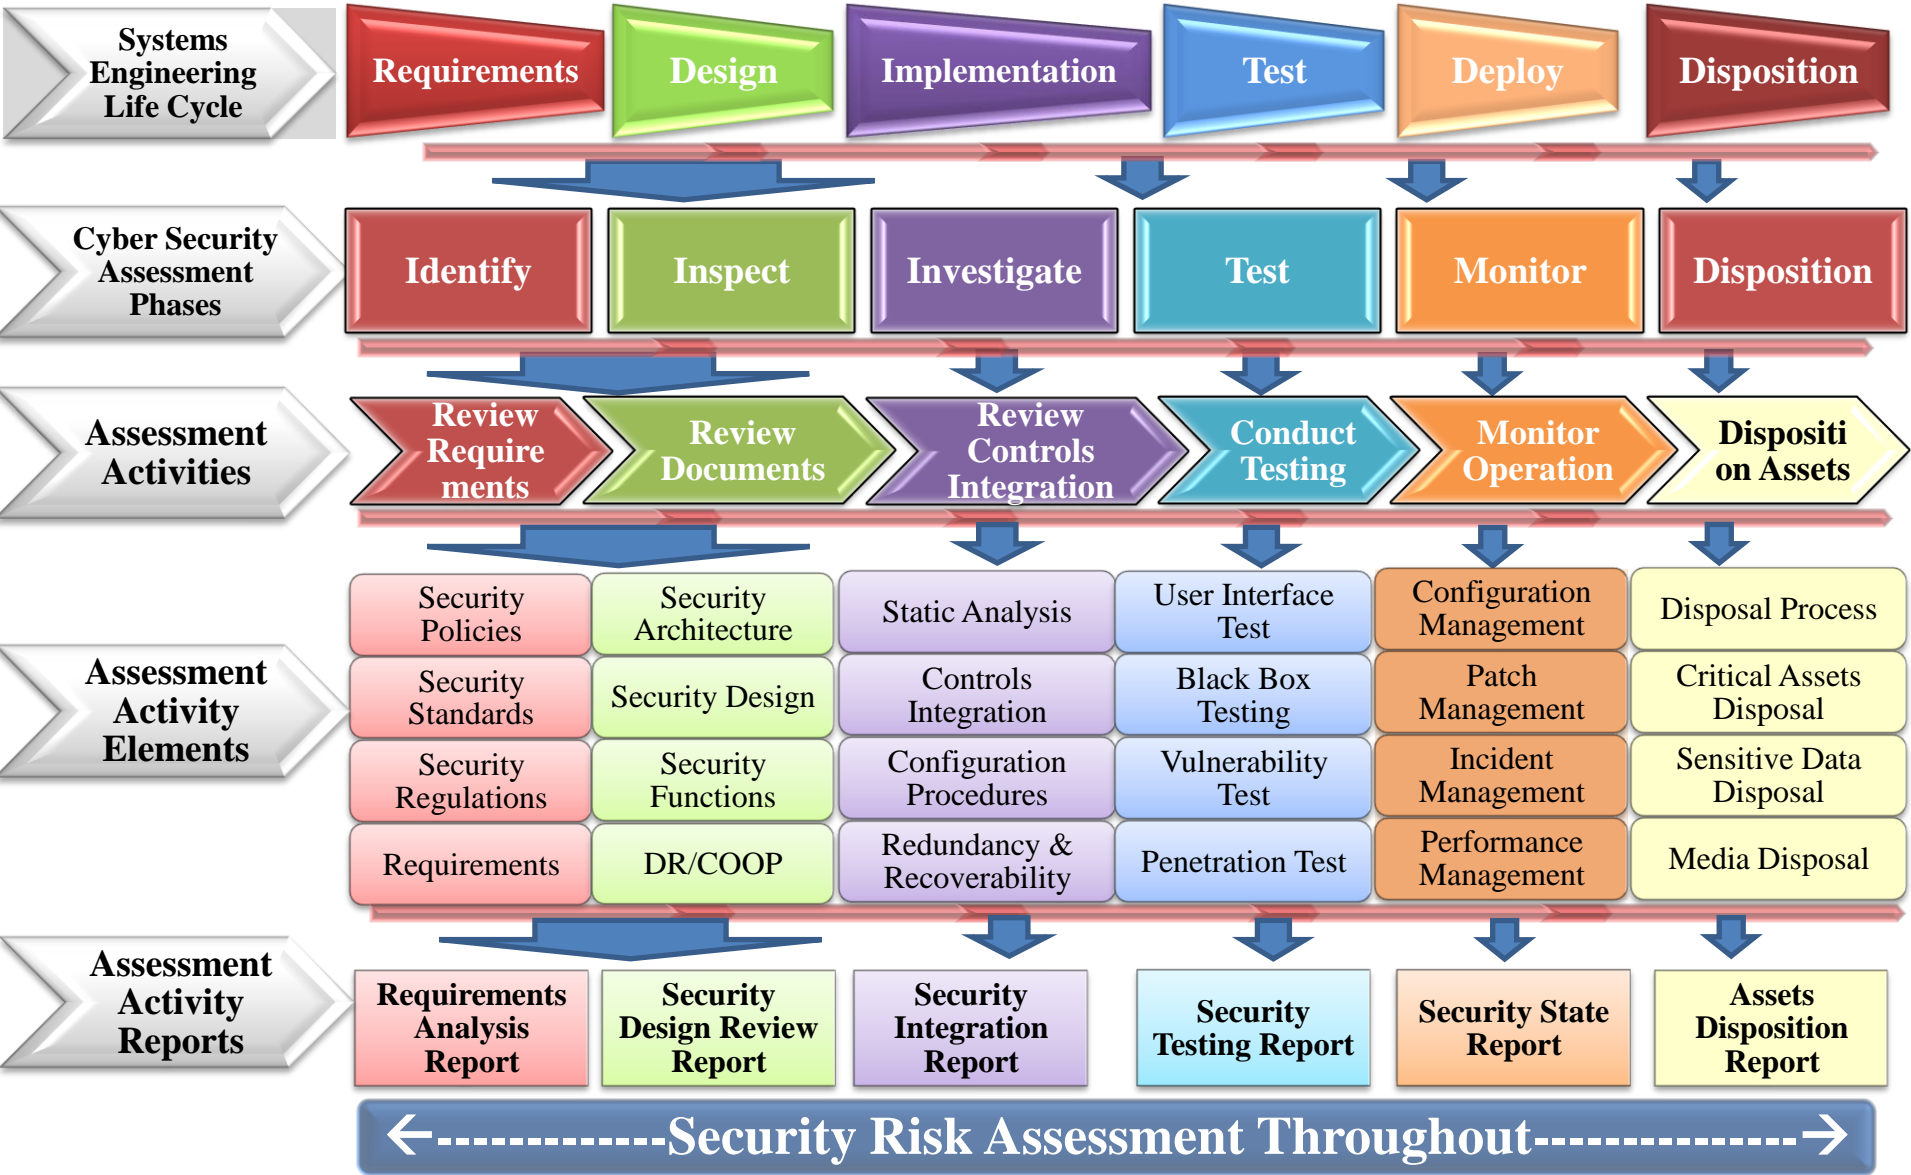 Systems
Engineering
Life Cycle
Requirements
Design
Implementation
Test
Deploy
Disposition
Cyber Security
Assessment
Phases
Identify
Inspect
Investigate
Test
Monitor
Disposition
Assessment
Activities
Review
Require
ments
Review
Documents
Review
Controls
Integration
Conduct
Testing
Monitor
Operation
Dispositi
on Assets
Assessment
Activity
Elements
Security
Policies
Security
Architecture
Static Analysis
User Interface
Test
Configuration
Management
Disposal Process
Security
Standards
Security Design
Controls
Integration
Black Box
Testing
Patch
Management
Critical Assets
Disposal
Security
Regulations
Security
Functions
Configuration
Procedures
Vulnerability
Test
Incident
Management
Sensitive Data
Disposal
Requirements
DR/COOP
Redundancy &
Recoverability
Penetration Test
Performance
Management
Media Disposal
Assessment
Activity
Reports
Requirements
Analysis
Report
Security
Design Review
Report
Security
Integration
Report
Security
Testing Report
Security State
Report
Assets
Disposition
Report
←-------------Security Risk Assessment Throughout---------------→